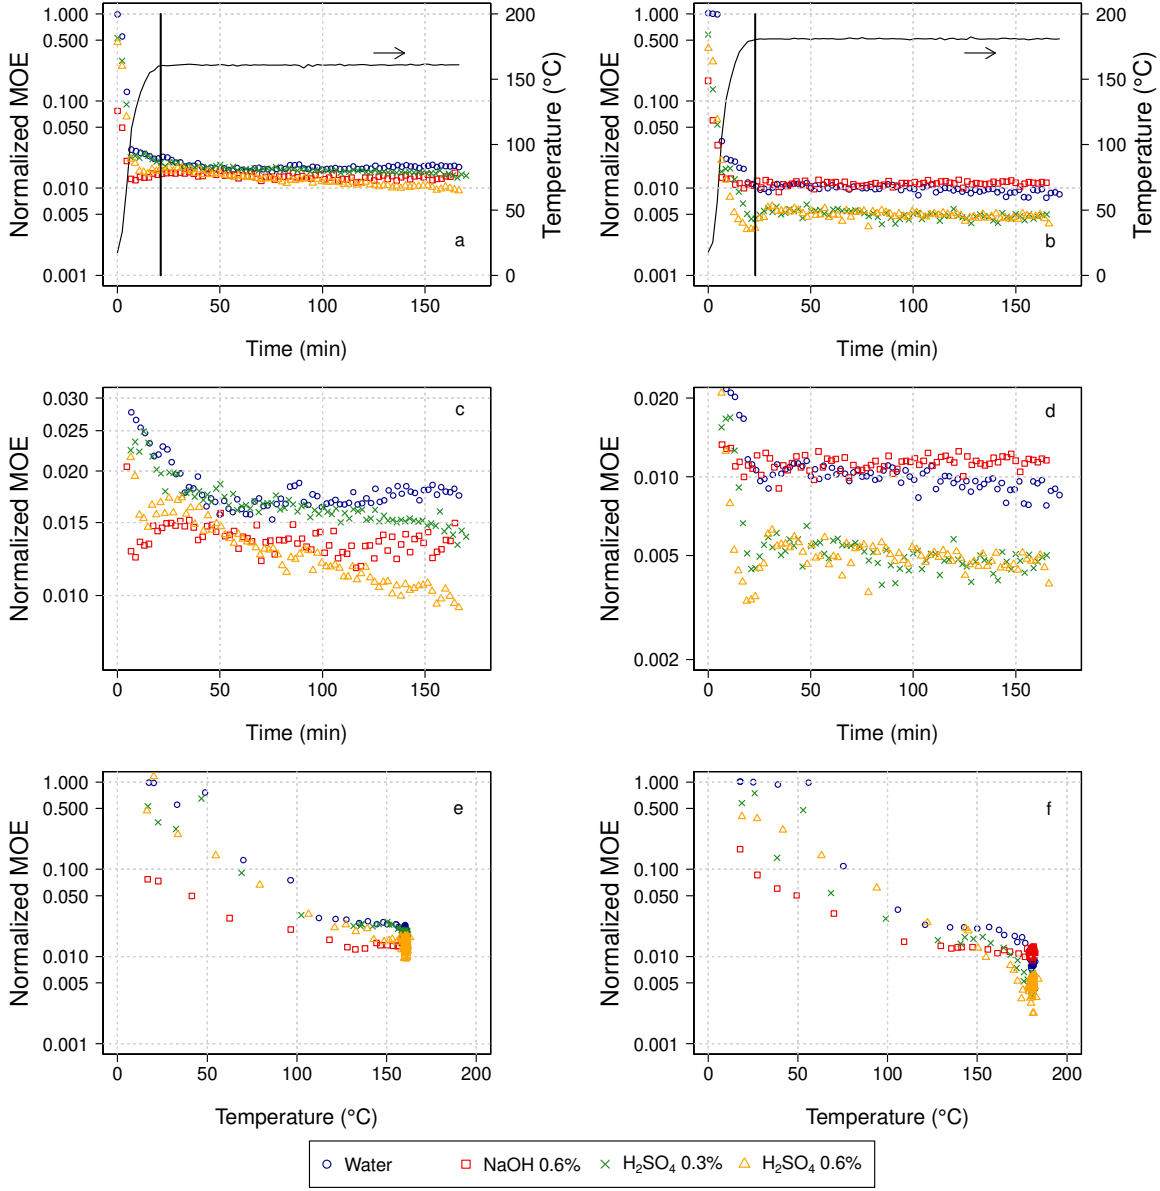 1.000
0.500
0.100
0.050
0.010
0.005
0.001
Normalized MOE
0 50 100 150
Time (min)
200
150
100
50
0
Temperature (°C)
a
1.000
0.500
0.100
0.050
0.010
0.005
0.001
Normalized MOE
0 50 100 150
Time (min)
200
150
100
50
0
Temperature (°C)
b
0.030
0.025
0.020
0.015
0.010
Normalized MOE
0 50 100 150
Time (min)
c
0.020
0.010
0.005
0.002
Normalized MOE
0 50 100 150
Time (min)
d
1.000
0.500
0.100
0.050
0.010
0.005
0.001
Normalized MOE
0 50 100 150 200
Temperature (°C)
e
1.000
0.500
0.100
0.050
0.010
0.005
0.001
Normalized MOE
0 50 100 150 200
Temperature (°C)
f
Water NaOH 0.6% H₂SO₄ 0.3% H₂SO₄ 0.6%